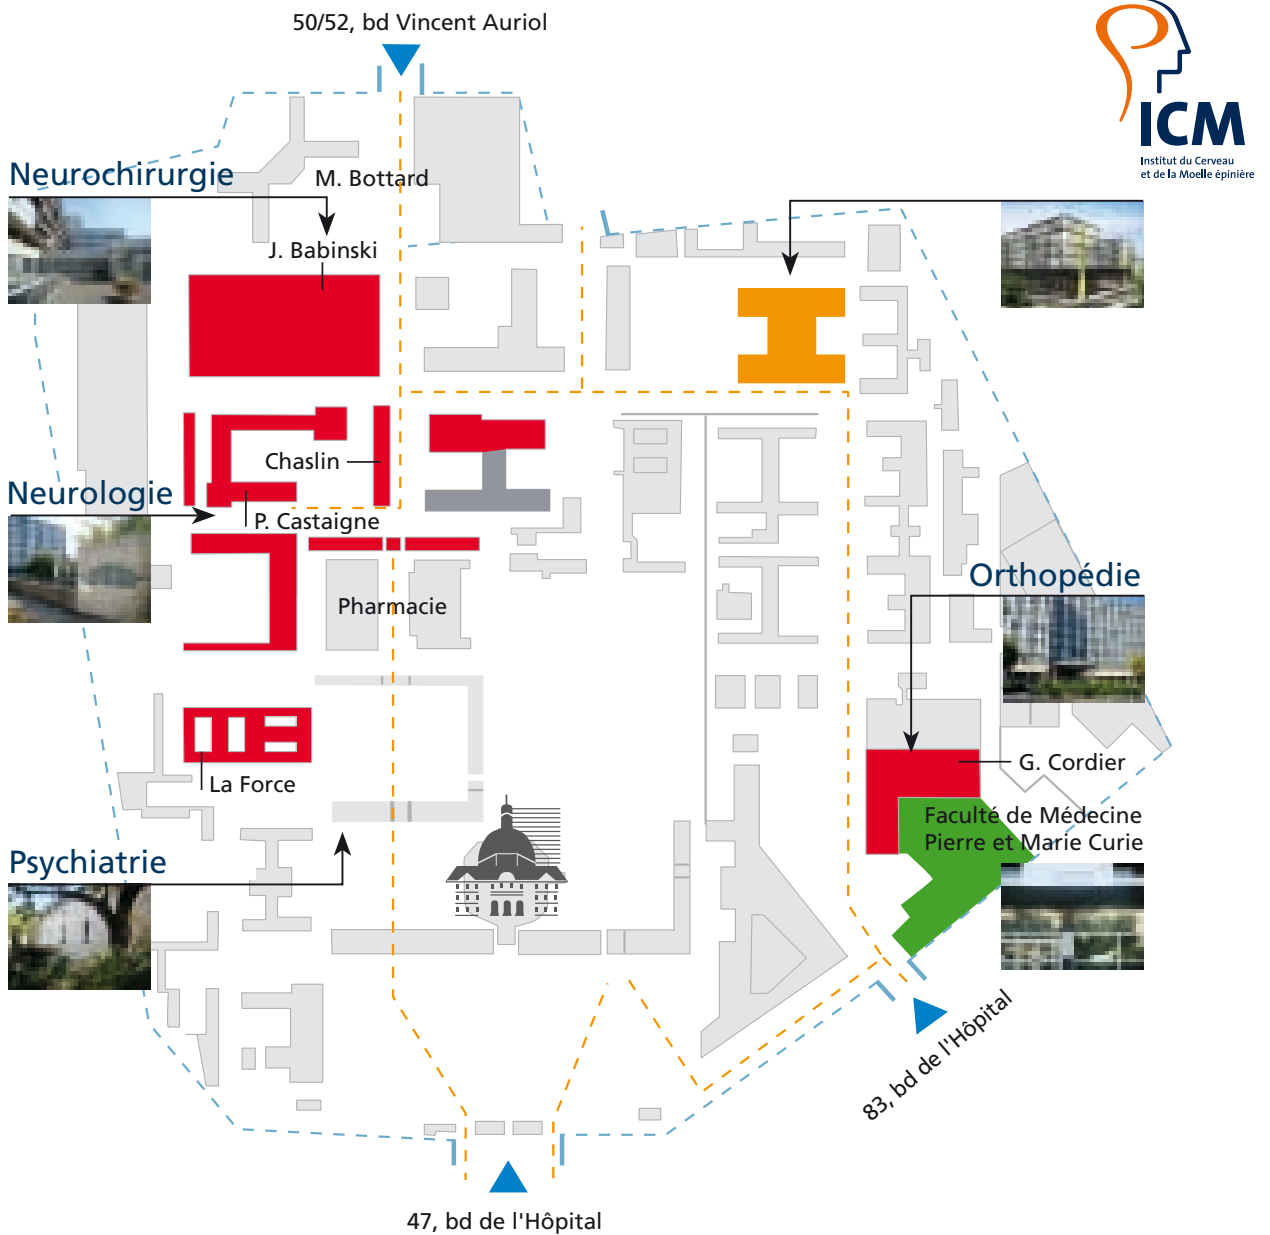 50/52, bd Vincent Auriol
ICM
Institut du Cerveau
et de la Moelle épinière
Neurochirurgie
M. Bottard
J. Babinski
Chaslin
Neurologie
P. Castaigne
Orthopédie
Pharmacie
G. Cordier
La Force
Faculté de Médecine
Pierre et Marie Curie
Psychiatrie
83, bd de l'Hôpital
47, bd de l'Hôpital